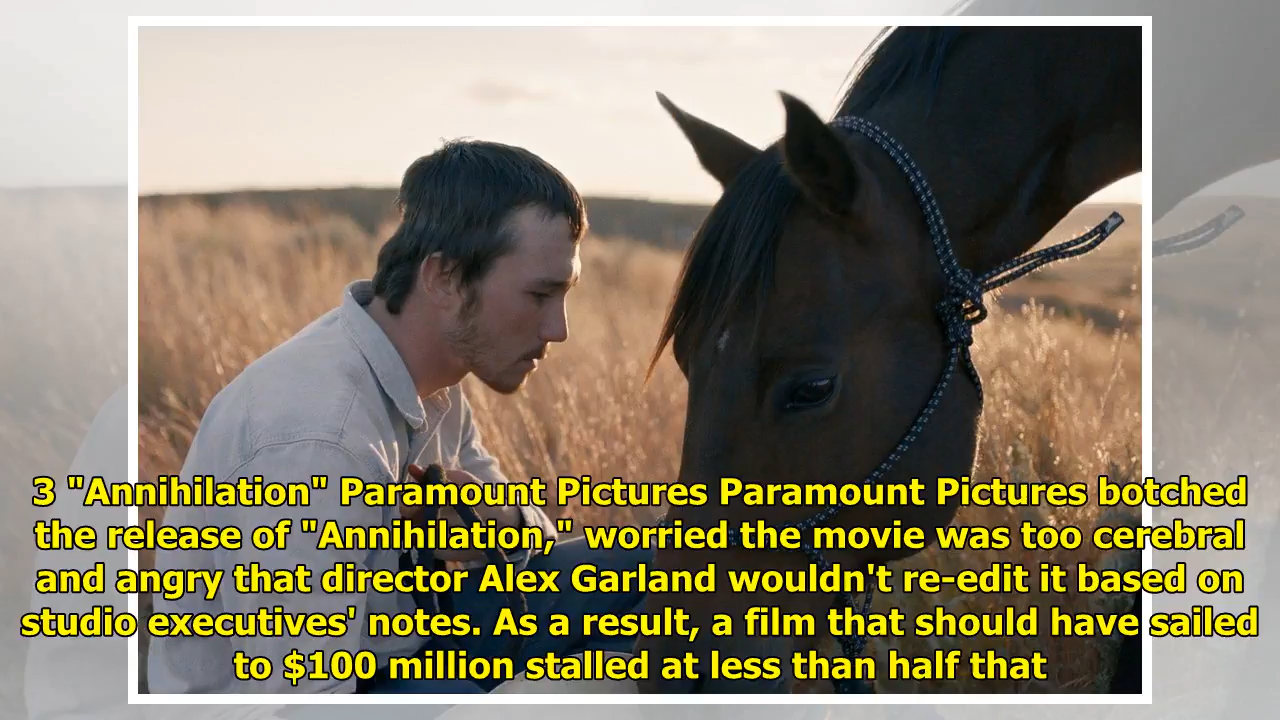 3 "Annihilation" Paramount Pictures Paramount Pictures botched
the release of "Annihilation," worried the movie was too cerebral
and angry that director Alex Garland wouldn't re-edit it based on
studio executives' notes. As a result, a film that should have sailed
to $100 million stalled at less than half that